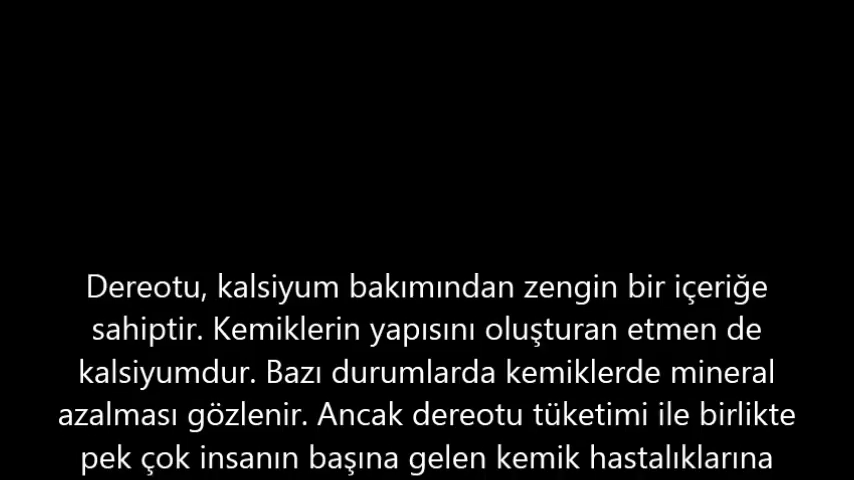 Dereotu, kalsiyum bakımından zengin bir içeriğe
sahiptir. Kemiklerin yapısını oluşturan etmen de
kalsiyumdur. Bazı durumlarda kemiklerde mineral
azalması gözlenir. Ancak dereotu tüketimi ile birlikte
pek çok insanın başına gelen kemik hastalıklarına